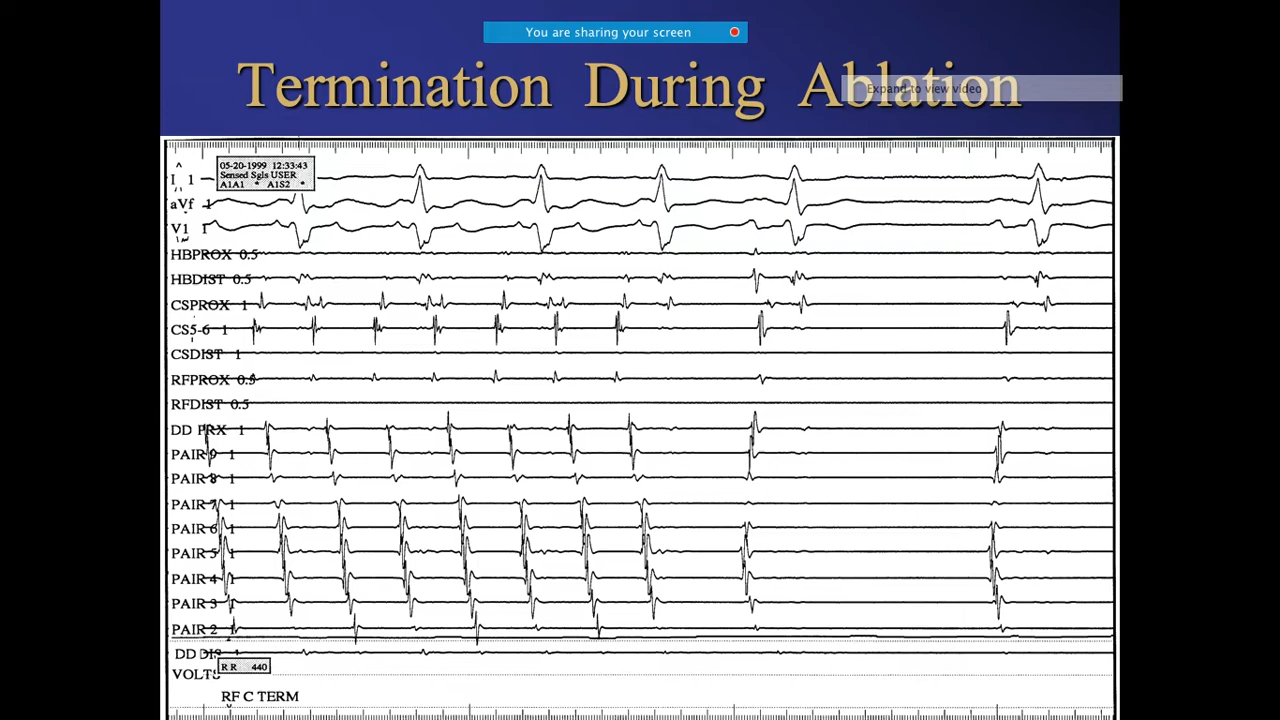 You are sharing your screen
Termination During Ablation
Expand to view video
05-20-1999 12:33:43
Sensed Sgls USER
A1A1 * A1S2 *
I 1
aVf 1
V1 1
HBPROX 0.5
HBDIST 0.5
CSPROX 1
CS5-6 1
CSDIST 1
RFPROX 0.5
RFDIST 0.5
DD PRX 1
PAIR 9 1
PAIR 8 1
PAIR 7 1
PAIR 6 1
PAIR 5 1
PAIR 4 1
PAIR 3 1
PAIR 2 1
DD DIS 1
R R 440
VOLTS
RF C TERM